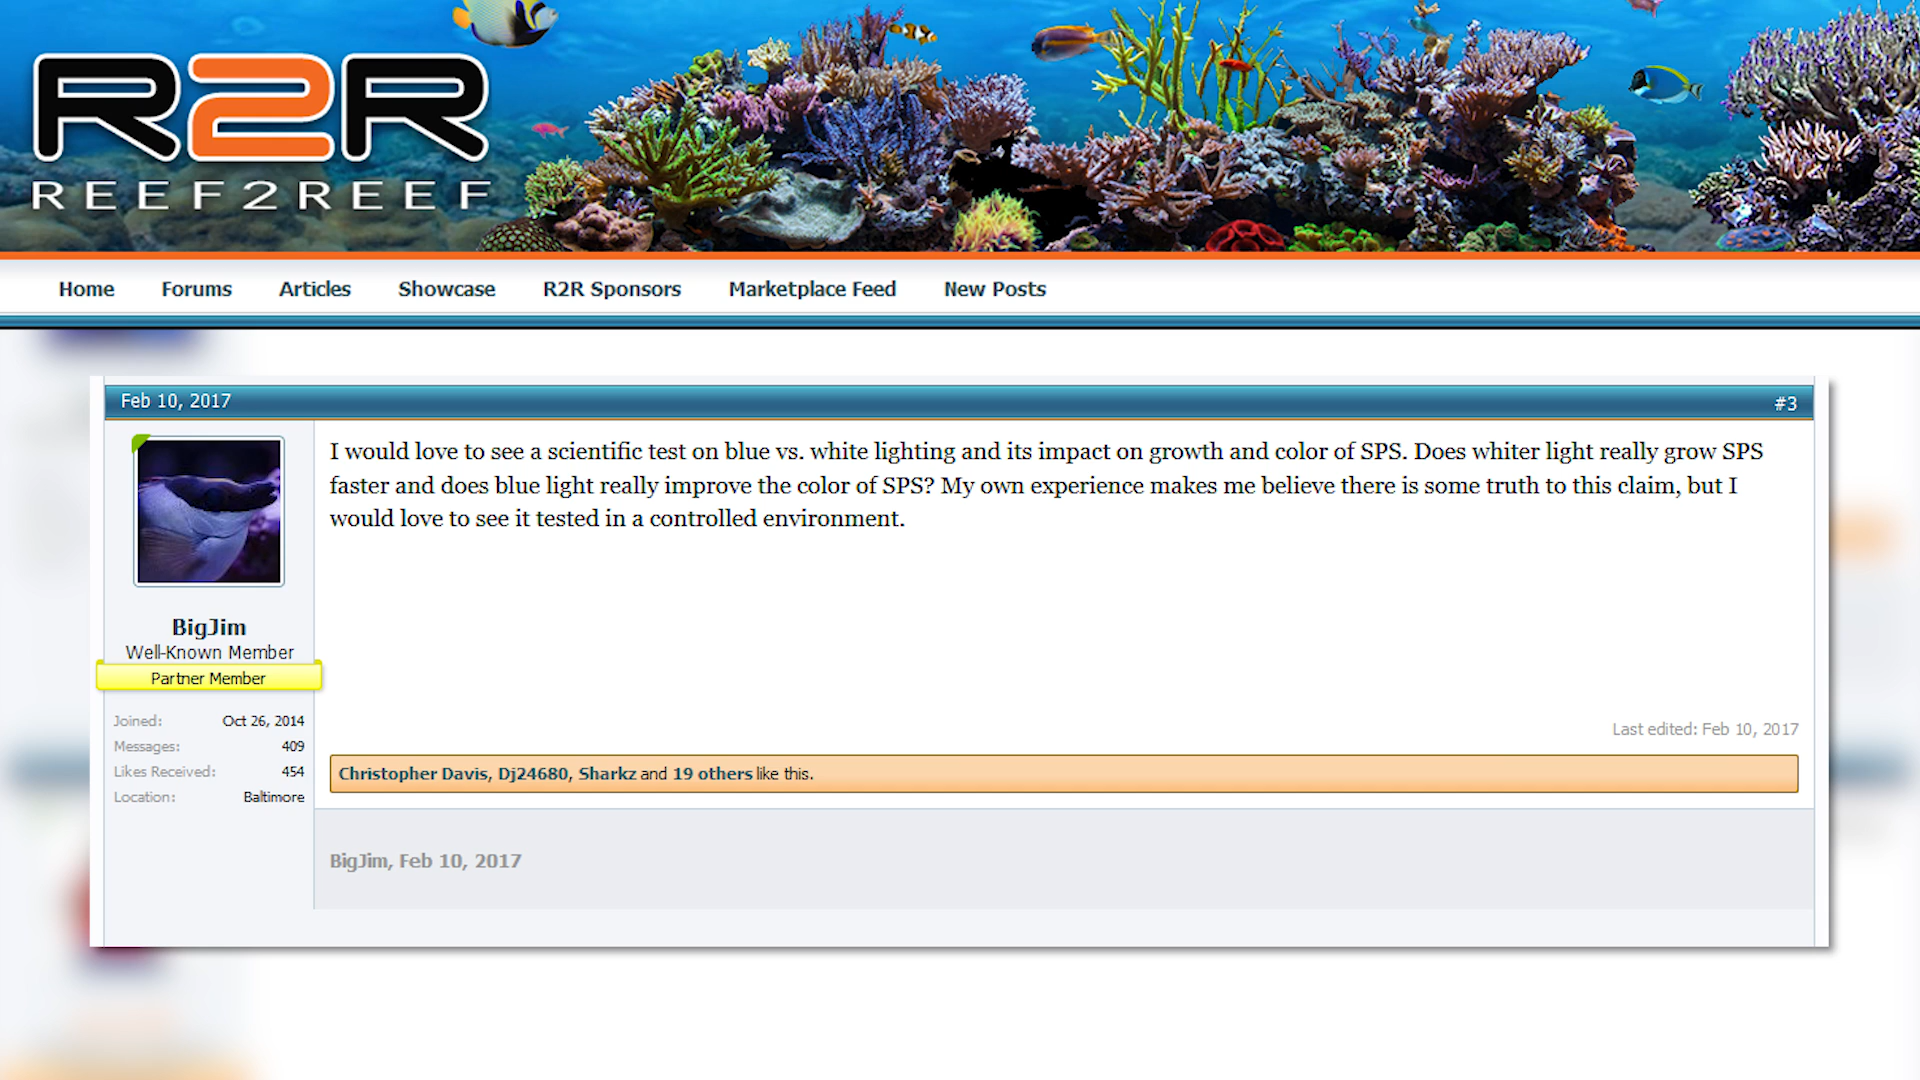 R2R
REEF2REEF
Home Forums Articles Showcase R2R Sponsors Marketplace Feed New Posts
Feb 10, 2017 #3
I would love to see a scientific test on blue vs. white lighting and its impact on growth and color of SPS. Does whiter light really grow SPS
faster and does blue light really improve the color of SPS? My own experience makes me believe there is some truth to this claim, but I
would love to see it tested in a controlled environment.
BigJim
Well-Known Member
Partner Member
Joined: Oct 26, 2014
Messages: 409
Likes Received: 454
Location: Baltimore
Last edited: Feb 10, 2017
Christopher Davis, Dj24680, Sharkz and 19 others like this.
BigJim, Feb 10, 2017